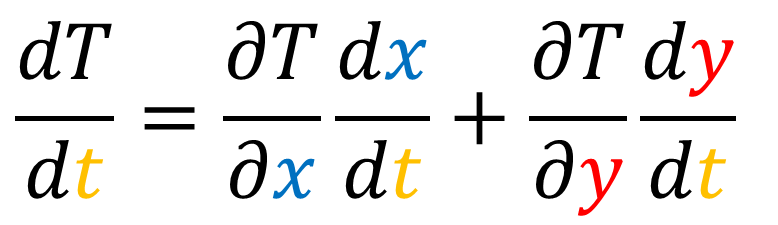 dT/dt = ∂T/∂x dx/dt + ∂T/∂y dy/dt